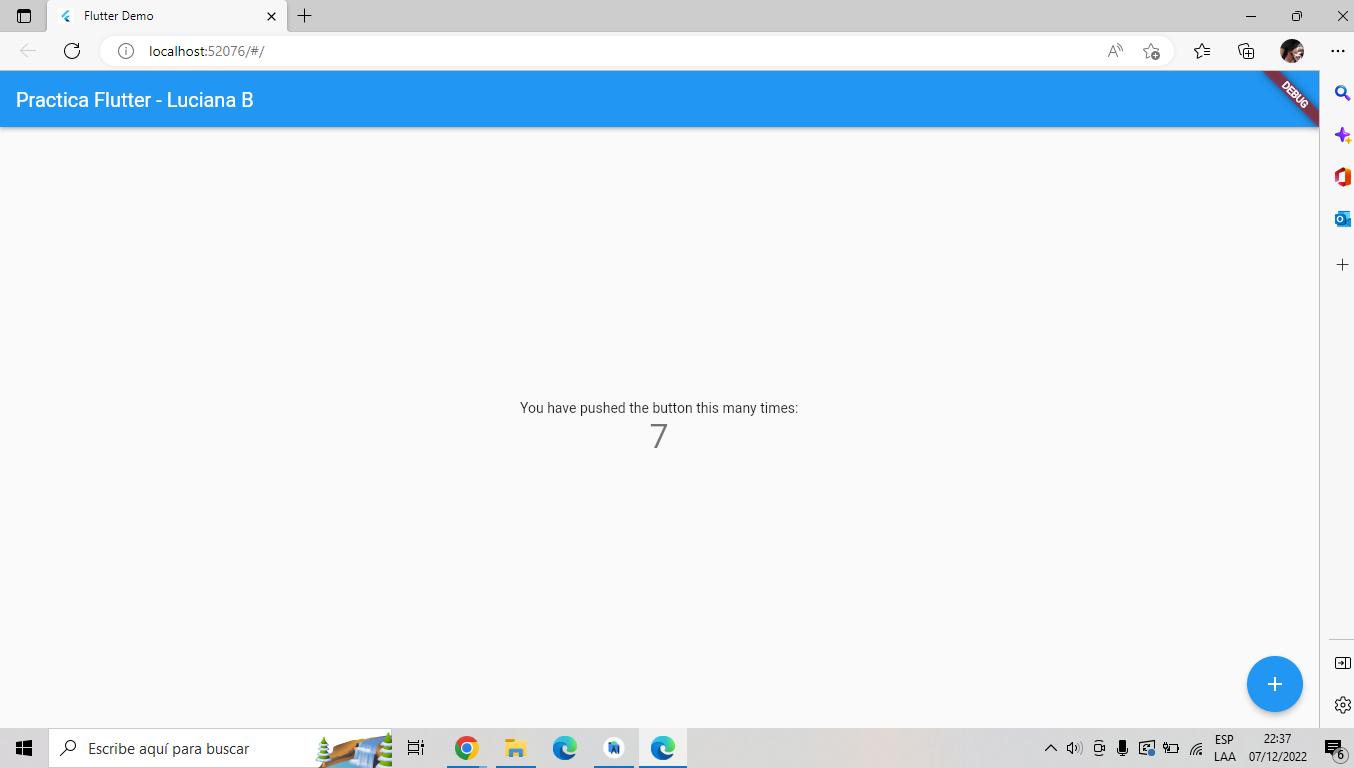 Flutter Demo
localhost:52076/#/
Practica Flutter - Luciana B
DEBUG
You have pushed the button this many times:
7
Escribe aquí para buscar
ESP
LAA
22:37
07/12/2022
6